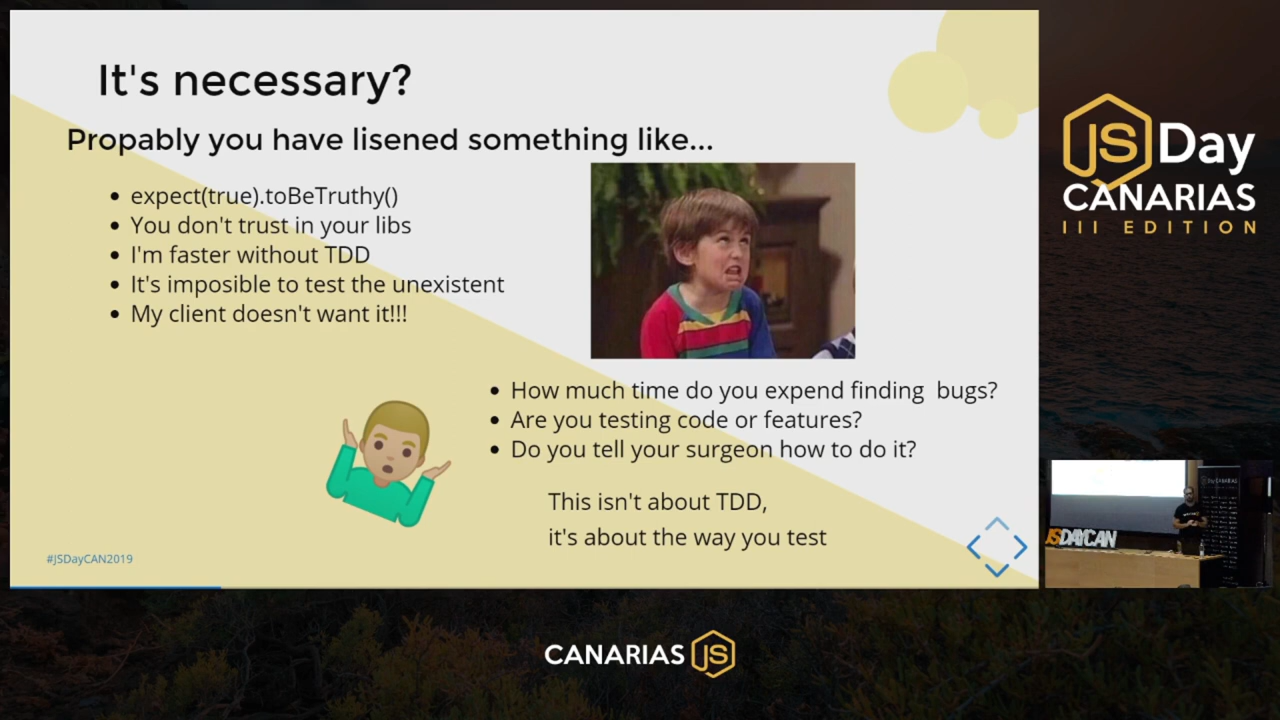 It's necessary?
Propably you have lisened something like...
expect(true).toBeTruthy()
You don't trust in your libs
I'm faster without TDD
It's imposible to test the unexistent
My client doesn't want it!!!
How much time do you expend finding bugs?
Are you testing code or features?
Do you tell your surgeon how to do it?
This isn't about TDD,
it's about the way you test
#JSDayCAN2019
JS Day
CANARIAS
III EDITION
JSDAYCAN
CANARIAS JS